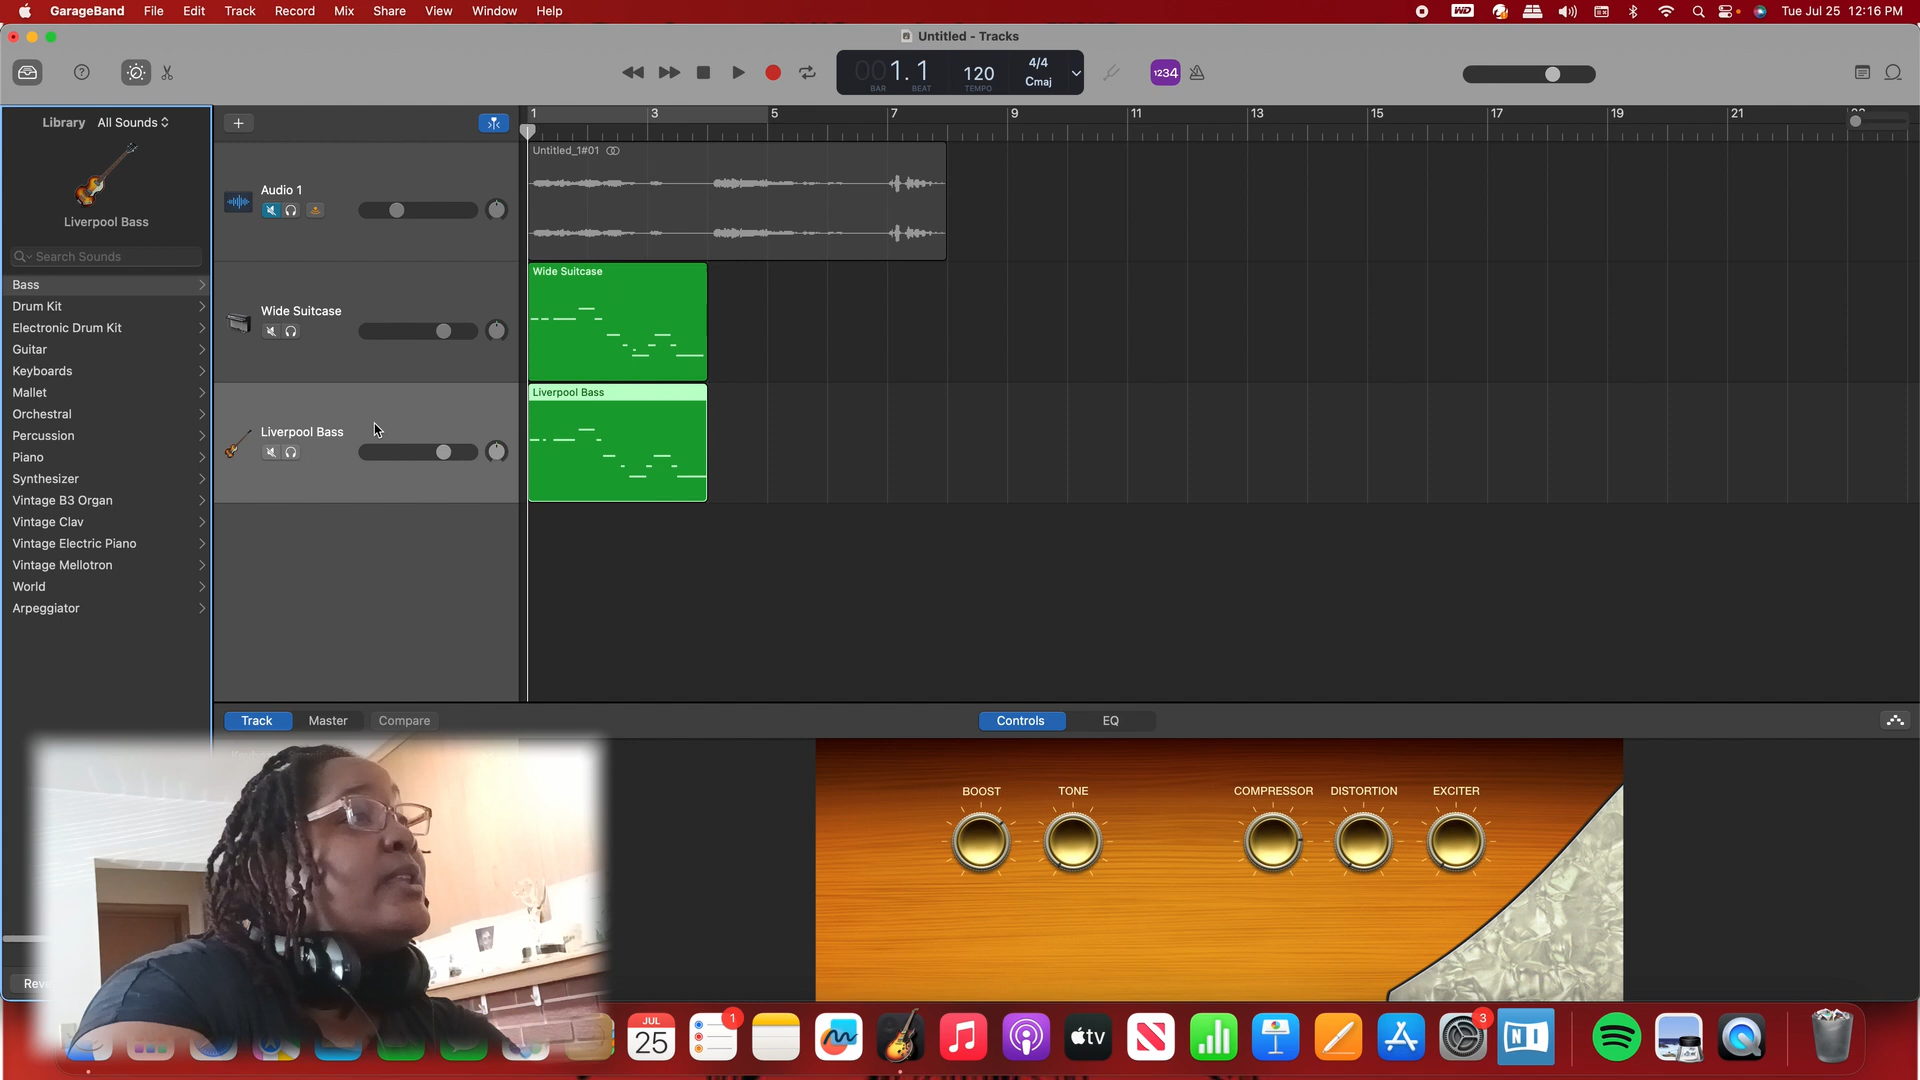 GarageBand File Edit Track Record Mix Share View Window Help
WD
Tue Jul 25 12:16 PM
Untitled - Tracks
001.1
BAR BEAT
120
TEMPO
4/4
Cmaj
1234
Library All Sounds
Liverpool Bass
Search Sounds
Bass
Drum Kit
Electronic Drum Kit
Guitar
Keyboards
Mallet
Orchestral
Percussion
Piano
Synthesizer
Vintage B3 Organ
Vintage Clav
Vintage Electric Piano
Vintage Mellotron
World
Arpeggiator
1 3 5 7 9 11 13 15 17 19 21
Audio 1
Untitled_1#01
Wide Suitcase
Wide Suitcase
Liverpool Bass
Liverpool Bass
Track Master Compare
Controls EQ
BOOST TONE COMPRESSOR DISTORTION EXCITER
JUL
25
1
tv
3